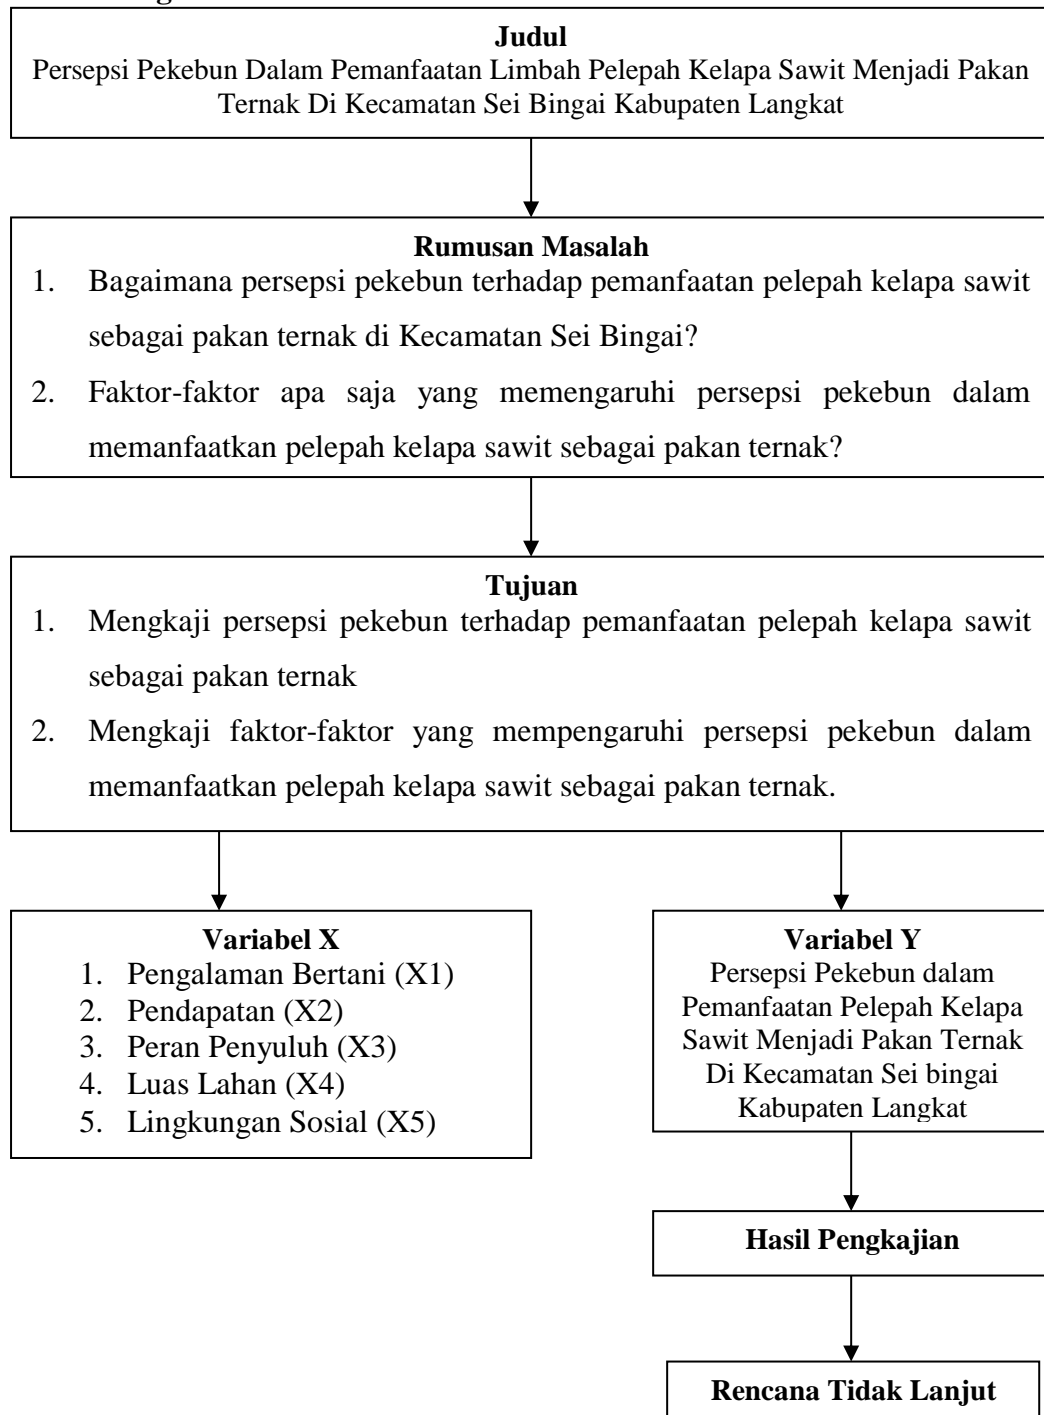 Judul
Persepsi Pekebun Dalam Pemanfaatan Limbah Pelepah Kelapa Sawit Menjadi Pakan
Ternak Di Kecamatan Sei Bingai Kabupaten Langkat
Rumusan Masalah
1. Bagaimana persepsi pekebun terhadap pemanfaatan pelepah kelapa sawit
sebagai pakan ternak di Kecamatan Sei Bingai?
2. Faktor-faktor apa saja yang memengaruhi persepsi pekebun dalam
memanfaatkan pelepah kelapa sawit sebagai pakan ternak?
Tujuan
1. Mengkaji persepsi pekebun terhadap pemanfaatan pelepah kelapa sawit
sebagai pakan ternak
2. Mengkaji faktor-faktor yang mempengaruhi persepsi pekebun dalam
memanfaatkan pelepah kelapa sawit sebagai pakan ternak.
Variabel X
1. Pengalaman Bertani (X1)
2. Pendapatan (X2)
3. Peran Penyuluh (X3)
4. Luas Lahan (X4)
5. Lingkungan Sosial (X5)
Variabel Y
Persepsi Pekebun dalam
Pemanfaatan Pelepah Kelapa
Sawit Menjadi Pakan Ternak
Di Kecamatan Sei bingai
Kabupaten Langkat
Hasil Pengkajian
Rencana Tidak Lanjut